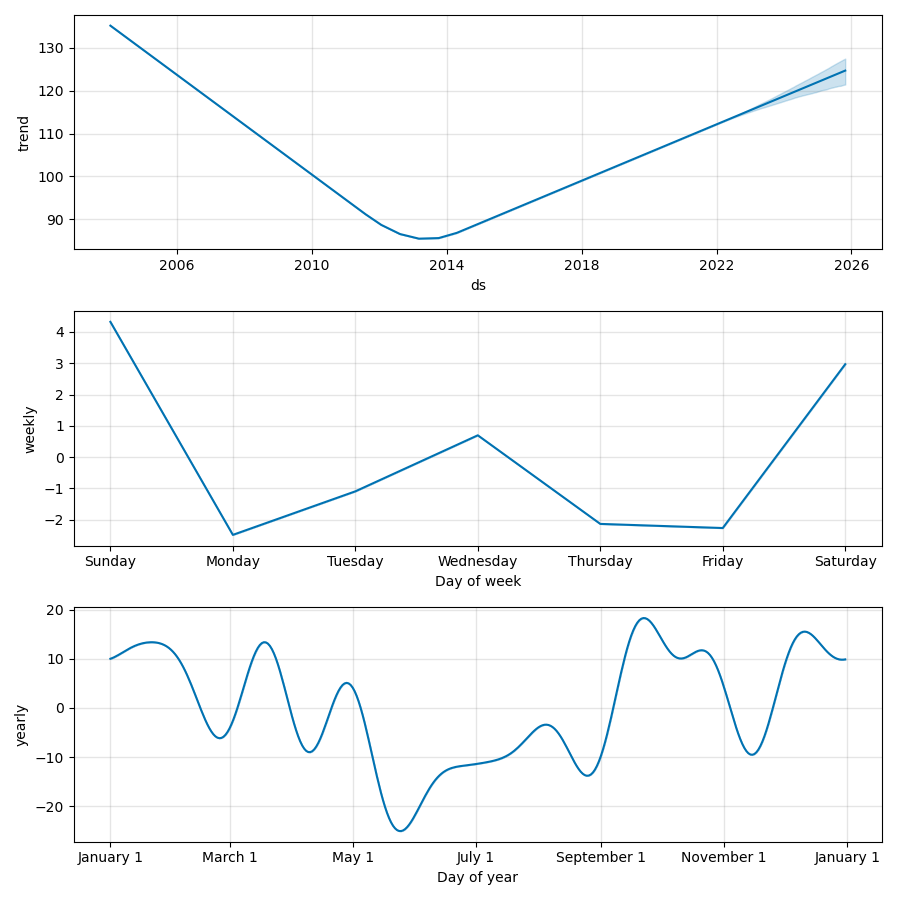 130
120
110
100
90
trend
2006 2010 2014 2018 2022 2026
ds
4
3
2
1
0
−1
−2
weekly
Sunday Monday Tuesday Wednesday Thursday Friday Saturday
Day of week
20
10
0
−10
−20
yearly
January 1 March 1 May 1 July 1 September 1 November 1 January 1
Day of year